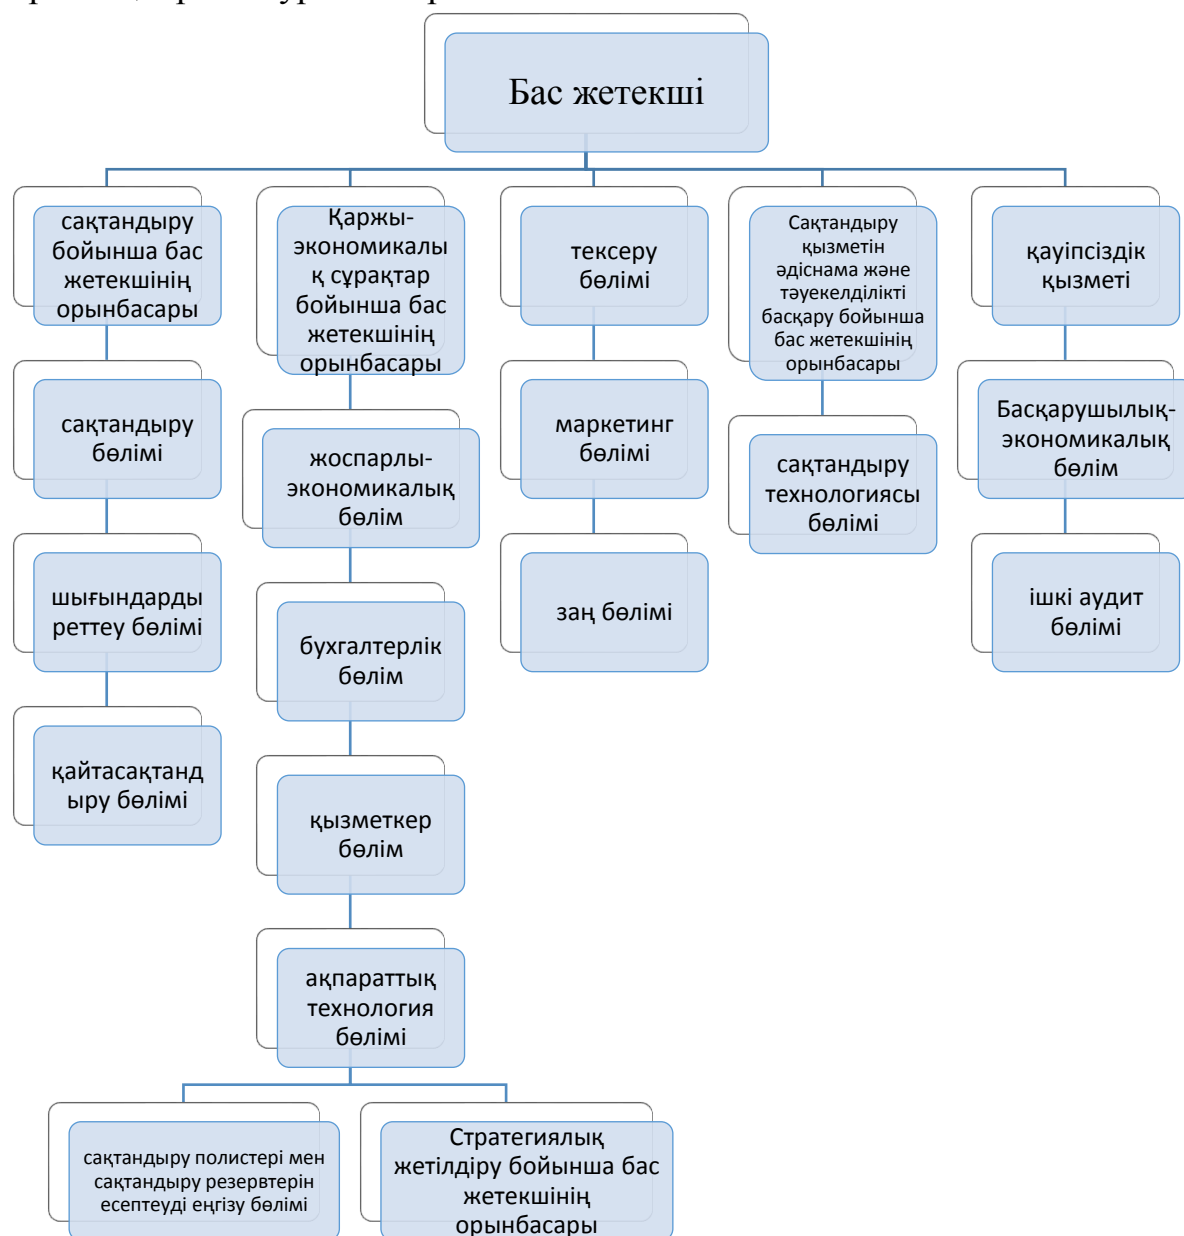 Бас жетекші
сақтандыру
бойынша бас
жетекшінің
орынбасары
Қаржы-
экономикалы
қ сұрақтар
бойынша бас
жетекшінің
орынбасары
тексеру
бөлімі
Сақтандыру
қызметін
әдіснама және
тәуекелділікті
басқару бойынша
бас жетекшінің
орынбасары
қауіпсіздік
қызметі
сақтандыру
бөлімі
жоспарлы-
экономикалық
бөлім
маркетинг
бөлімі
сақтандыру
технологиясы
бөлімі
Басқарушылық-
экономикалық
бөлім
шығындарды
реттеу бөлімі
бухгалтерлік
бөлім
заң бөлімі
ішкі аудит
бөлімі
қайтасақтанд
ыру бөлімі
қызметкер
бөлім
ақпараттық
технология
бөлімі
сақтандыру полистері мен
сақтандыру резервтерін
есептеуді еңгізу бөлімі
Стратегиялық
жетілдіру бойынша бас
жетекшінің
орынбасары